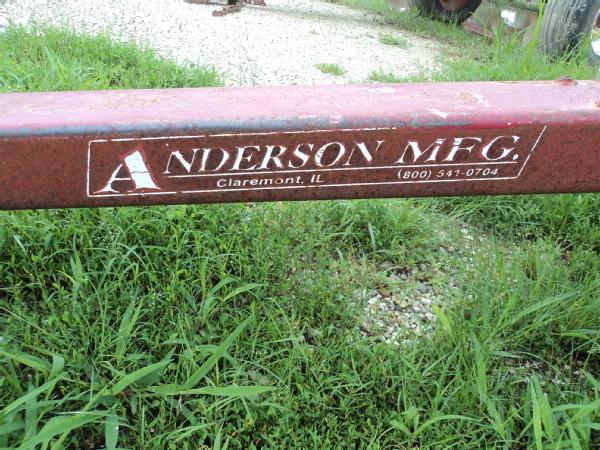 ANDERSON MFG.
Claremont, IL (800) 541-0704